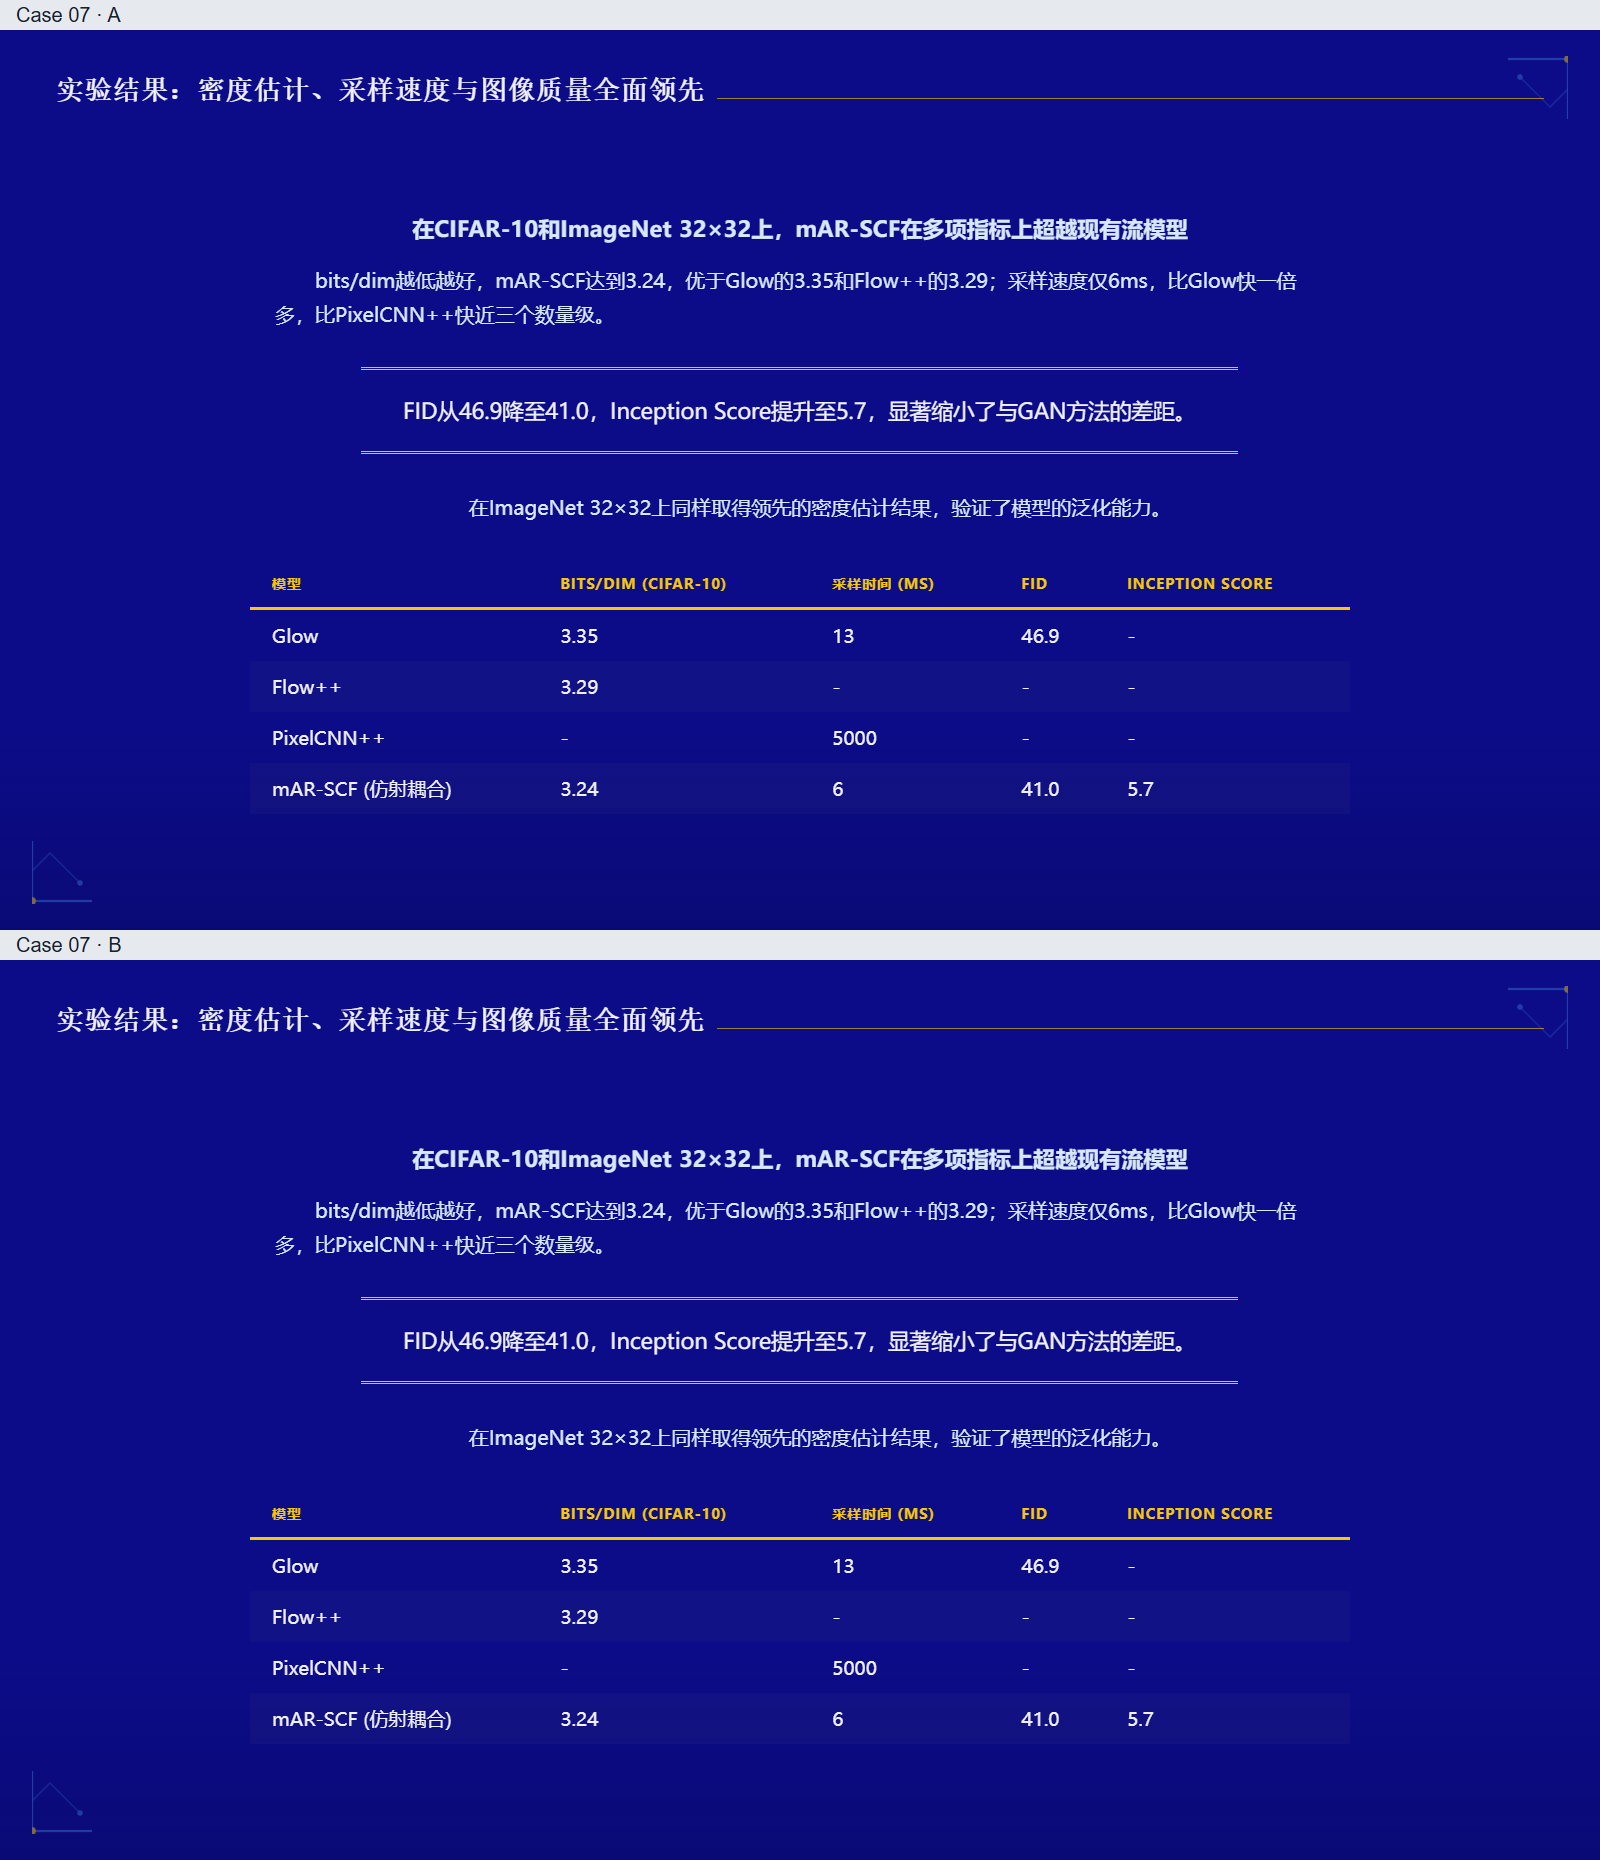 Case 07 · A
实验结果：密度估计、采样速度与图像质量全面领先
在CIFAR-10和ImageNet 32×32上，mAR-SCF在多项指标上超越现有流模型
bits/dim越低越好，mAR-SCF达到3.24，优于Glow的3.35和Flow++的3.29；采样速度仅6ms，比Glow快一倍
多，比PixelCNN++快近三个数量级。
FID从46.9降至41.0，Inception Score提升至5.7，显著缩小了与GAN方法的差距。
在ImageNet 32×32上同样取得领先的密度估计结果，验证了模型的泛化能力。
模型 BITS/DIM (CIFAR-10) 采样时间 (MS) FID INCEPTION SCORE
Glow 3.35 13 46.9 -
Flow++ 3.29 - - -
PixelCNN++ - 5000 - -
mAR-SCF (仿射耦合) 3.24 6 41.0 5.7
Case 07 · B
实验结果：密度估计、采样速度与图像质量全面领先
在CIFAR-10和ImageNet 32×32上，mAR-SCF在多项指标上超越现有流模型
bits/dim越低越好，mAR-SCF达到3.24，优于Glow的3.35和Flow++的3.29；采样速度仅6ms，比Glow快一倍
多，比PixelCNN++快近三个数量级。
FID从46.9降至41.0，Inception Score提升至5.7，显著缩小了与GAN方法的差距。
在ImageNet 32×32上同样取得领先的密度估计结果，验证了模型的泛化能力。
模型 BITS/DIM (CIFAR-10) 采样时间 (MS) FID INCEPTION SCORE
Glow 3.35 13 46.9 -
Flow++ 3.29 - - -
PixelCNN++ - 5000 - -
mAR-SCF (仿射耦合) 3.24 6 41.0 5.7